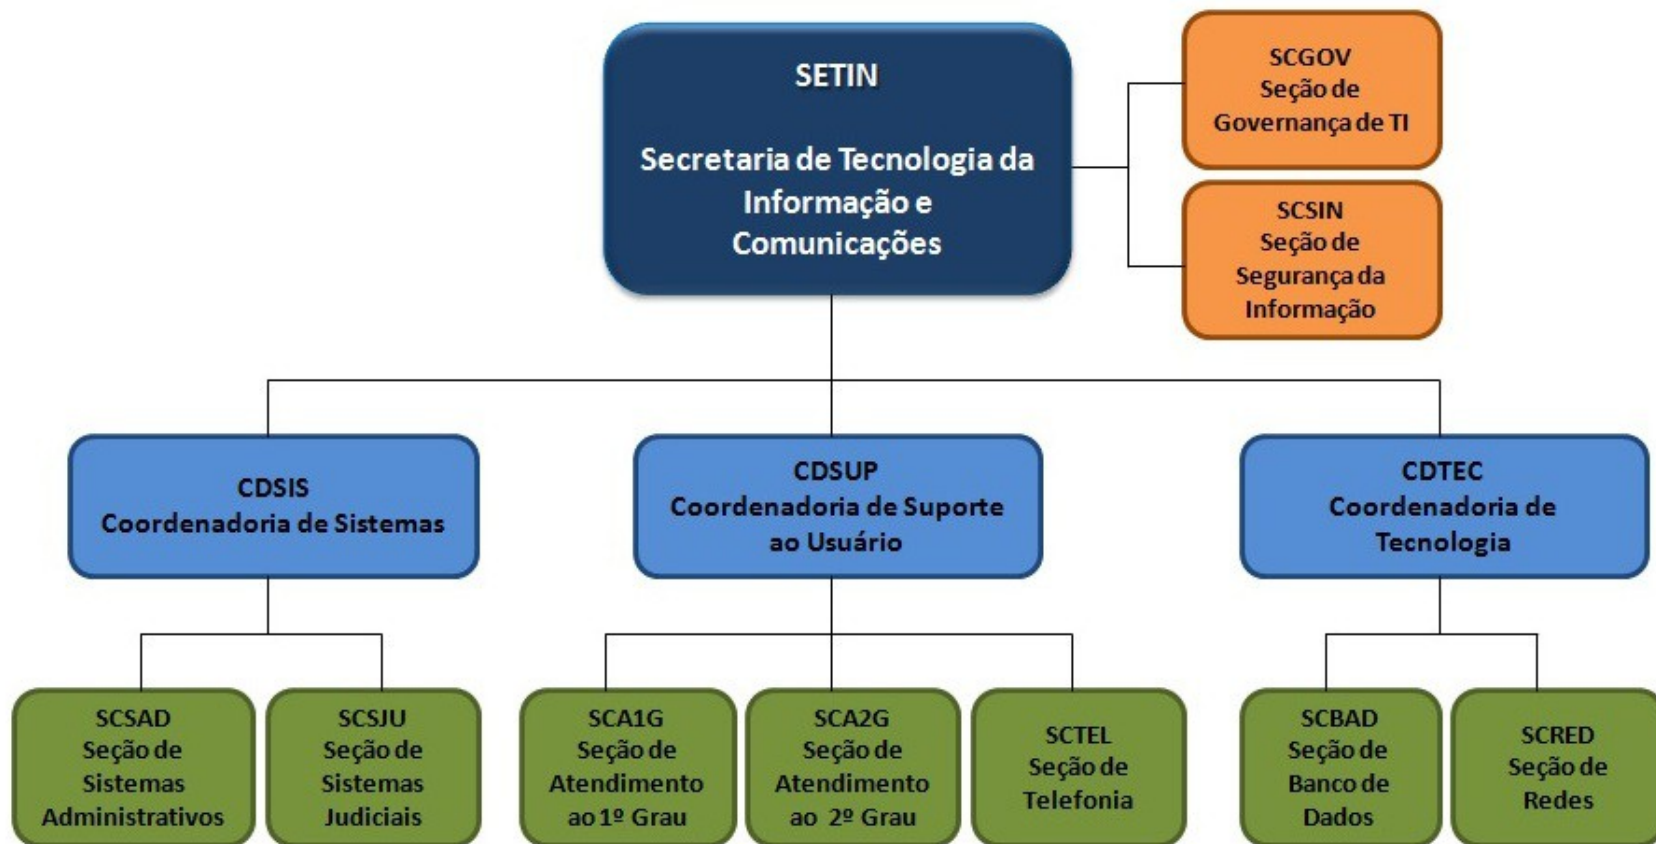 SETIN
Secretaria de Tecnologia da
Informação e
Comunicações
SCGOV
Seção de
Governança de TI
SCSIN
Seção de
Segurança da
Informação
CDSIS
Coordenadoria de Sistemas
CDSUP
Coordenadoria de Suporte
ao Usuário
CDTEC
Coordenadoria de
Tecnologia
SCSAD
Seção de
Sistemas
Administrativos
SCSJU
Seção de
Sistemas
Judiciais
SCA1G
Seção de
Atendimento
ao 1º Grau
SCA2G
Seção de
Atendimento
ao 2º Grau
SCTEL
Seção de
Telefonia
SCBAD
Seção de
Banco de
Dados
SCRED
Seção de
Redes